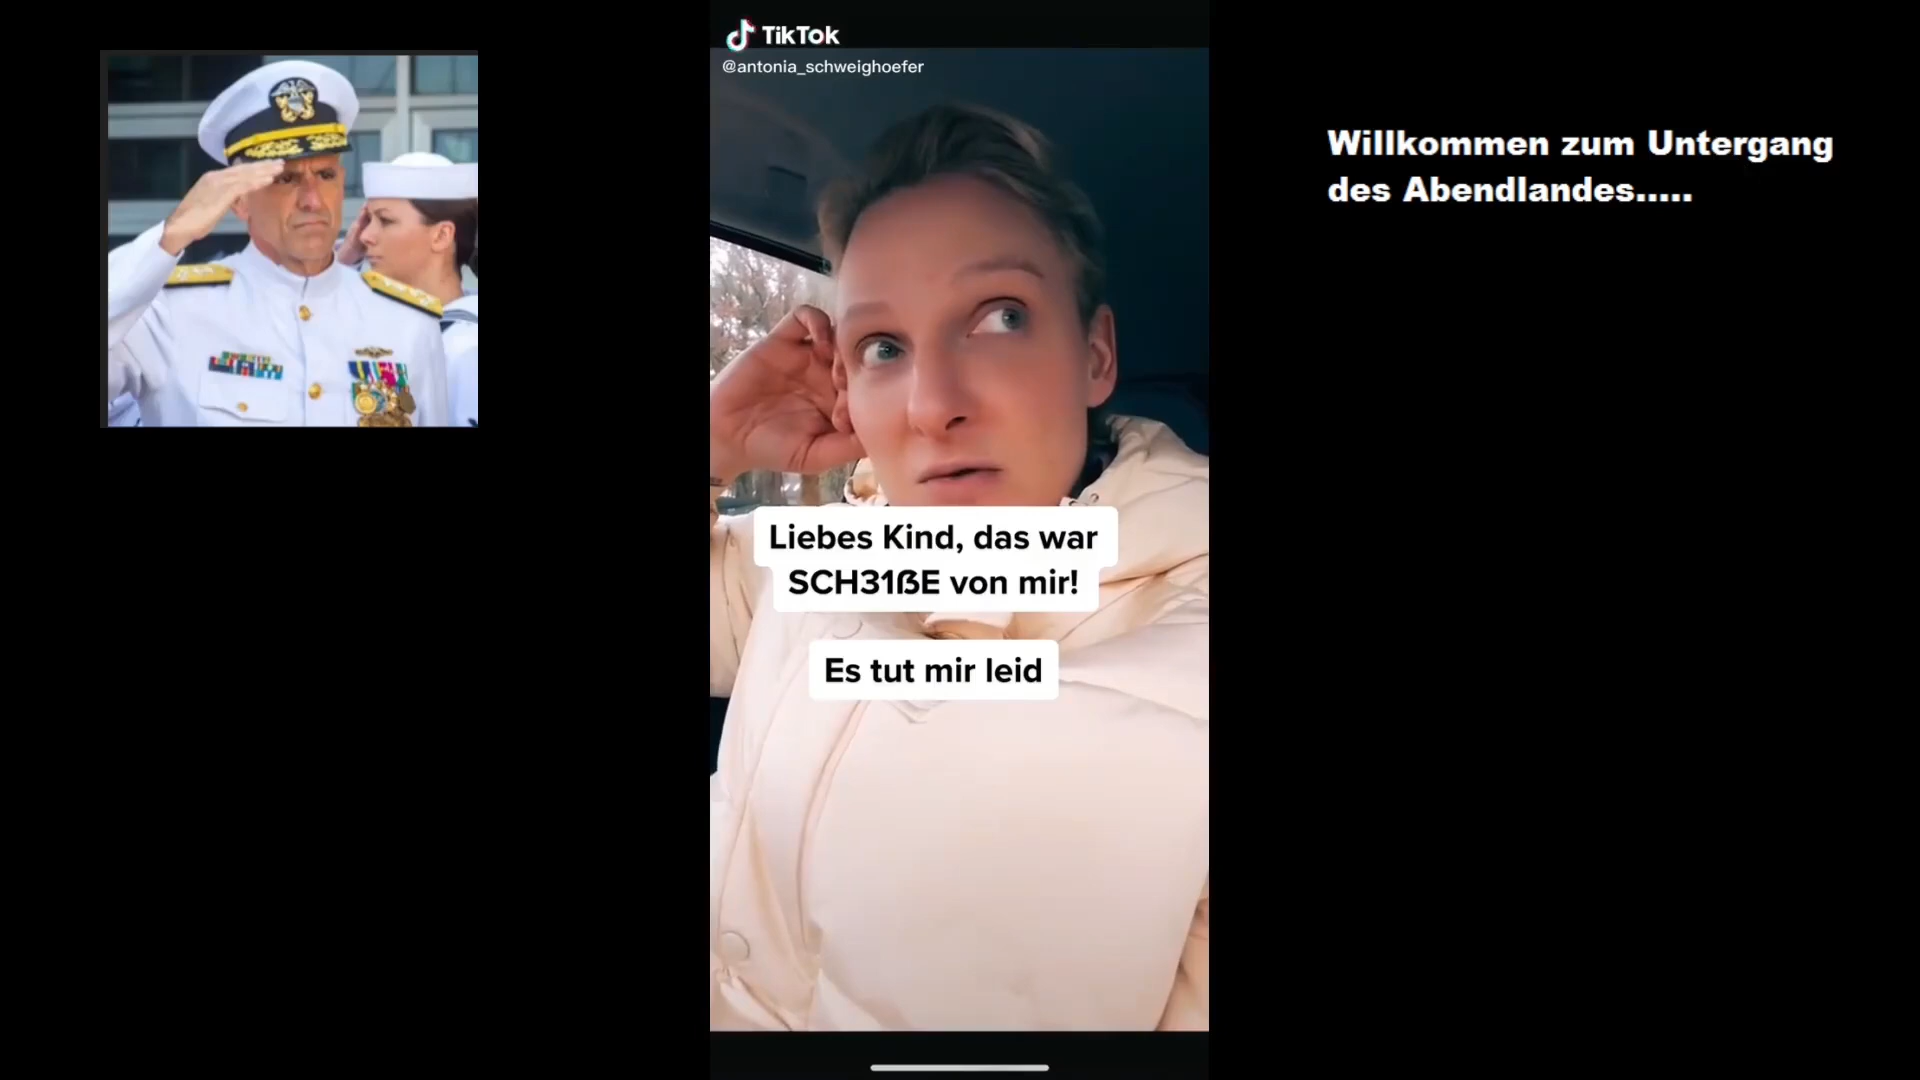 TikTok
@antonia_schweighoefer
Willkommen zum Untergang
des Abendlandes.....
Liebes Kind, das war
SCH31ßE von mir!
Es tut mir leid